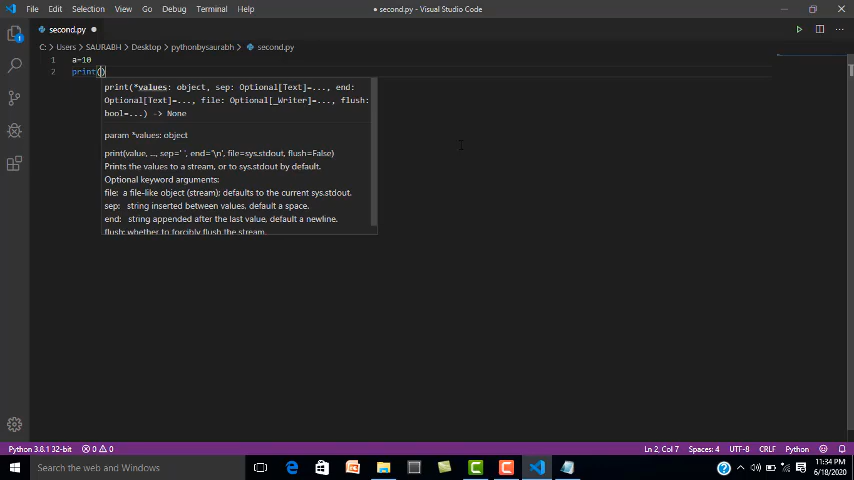 File Edit Selection View Go Debug Terminal Help
● second.py - Visual Studio Code
second.py ●
C: > Users > SAURABH > Desktop > pythonbysaurabh > second.py
1 a=10
2 print()
print(*values: object, sep: Optional[Text]=..., end:
Optional[Text]=..., file: Optional[_Writer]=..., flush:
bool=...) -> None
param *values: object
print(value, ..., sep=' ', end='\n', file=sys.stdout, flush=False)
Prints the values to a stream, or to sys.stdout by default.
Optional keyword arguments:
file: a file-like object (stream); defaults to the current sys.stdout.
sep: string inserted between values, default a space.
end: string appended after the last value, default a newline.
flush: whether to forcibly flush the stream.
1
Python 3.8.1 32-bit 0 0
Ln 2, Col 7 Spaces: 4 UTF-8 CRLF Python
Search the web and Windows
11:34 PM
6/18/2020